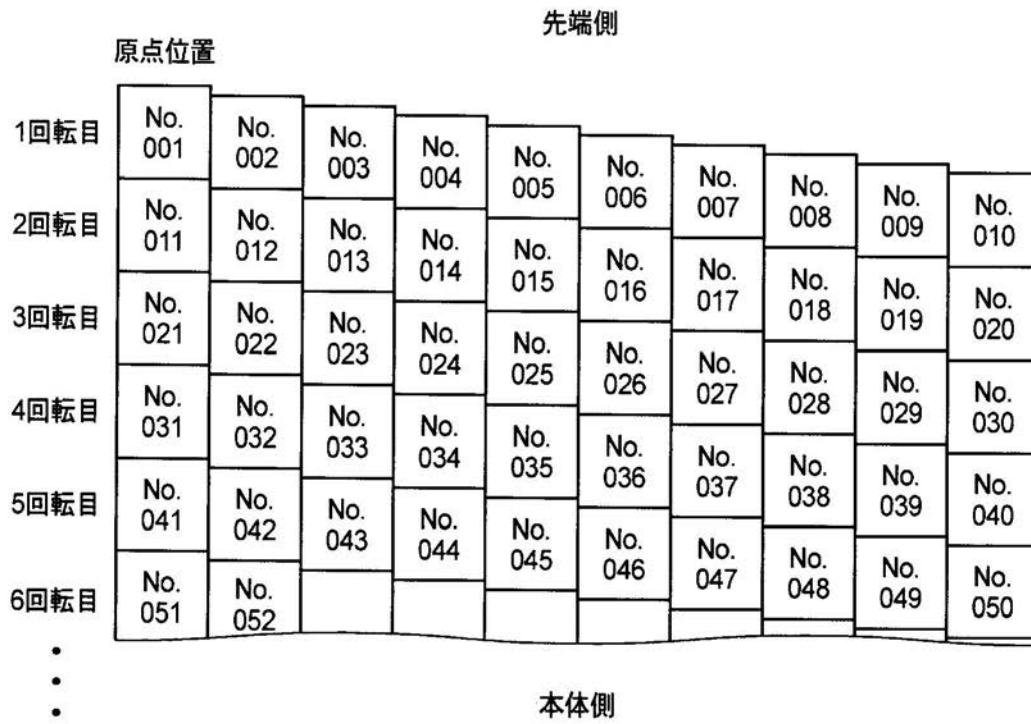 先端側
原点位置
1回転目
No. 001 No. 002 No. 003 No. 004 No. 005 No. 006 No. 007 No. 008 No. 009 No. 010
2回転目
No. 011 No. 012 No. 013 No. 014 No. 015 No. 016 No. 017 No. 018 No. 019 No. 020
3回転目
No. 021 No. 022 No. 023 No. 024 No. 025 No. 026 No. 027 No. 028 No. 029 No. 030
4回転目
No. 031 No. 032 No. 033 No. 034 No. 035 No. 036 No. 037 No. 038 No. 039 No. 040
5回転目
No. 041 No. 042 No. 043 No. 044 No. 045 No. 046 No. 047 No. 048 No. 049 No. 050
6回転目
No. 051 No. 052
本体側